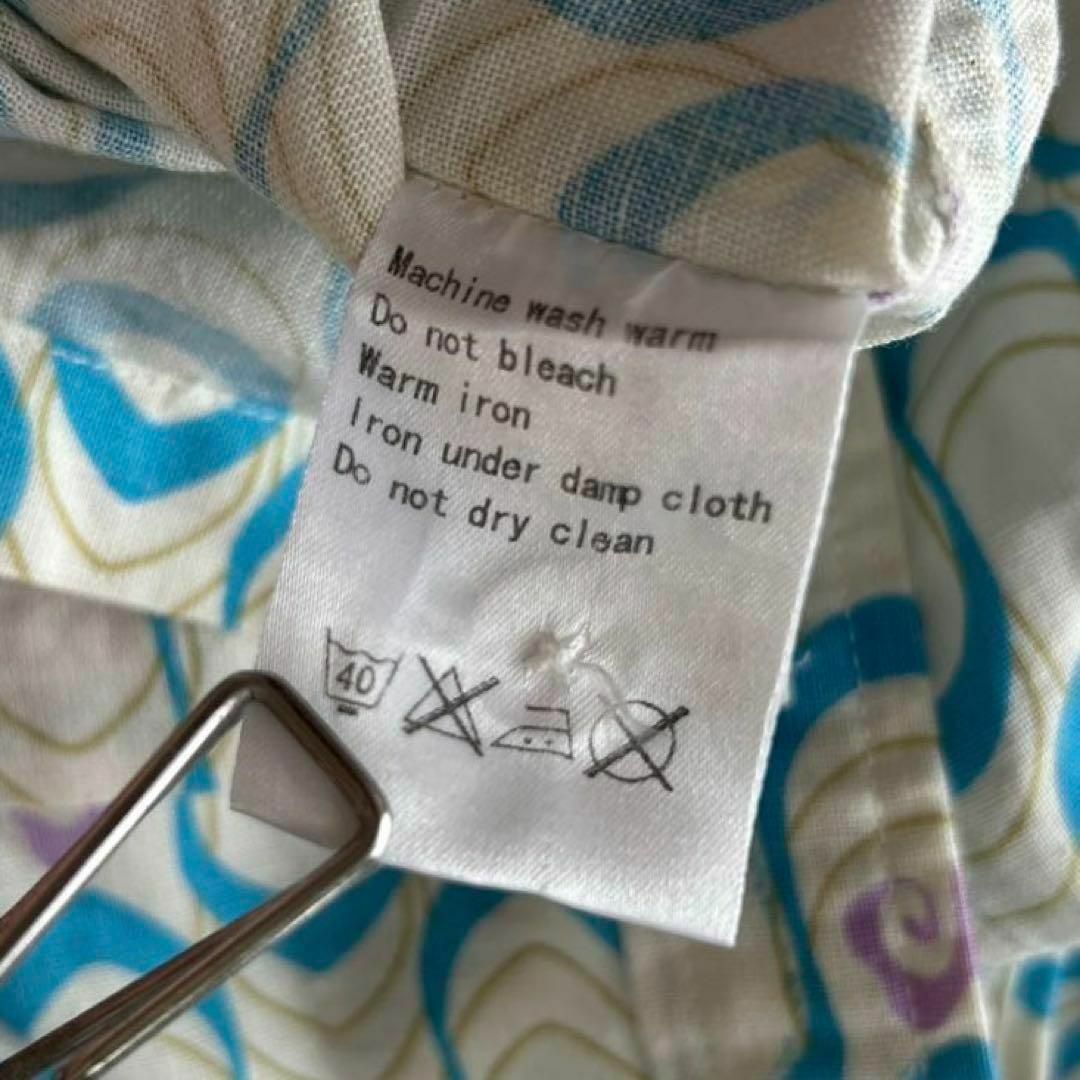 Machine wash warm
Do not bleach
Warm iron
Iron under damp cloth
Do not dry clean
40